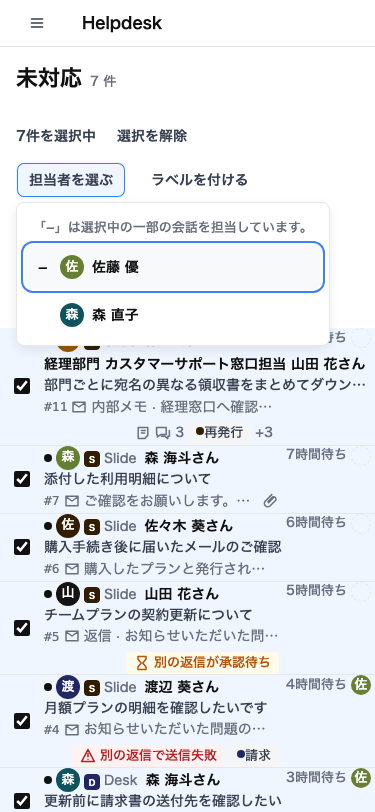 Helpdesk
未対応 7 件
7件を選択中 選択を解除
担当者を選ぶ ラベルを付ける
「–」は選択中の一部の会話を担当しています。
– 佐 佐藤 優
森 森 直子
待ち
経理部門 カスタマーサポート窓口担当 山田 花さん
部門ごとに宛名の異なる領収書をまとめてダウン…
#11 内部メモ · 経理窓口へ確認…
3 再発行 +3
森 S Slide 森 海斗さん 7時間待ち
添付した利用明細について
#7 ご確認をお願いします。…
佐 S Slide 佐々木 葵さん 6時間待ち
購入手続き後に届いたメールのご確認
#6 購入したプランと発行され…
山 S Slide 山田 花さん 5時間待ち
チームプランの契約更新について
#5 返信 · お知らせいただいた問…
別の返信が承認待ち
渡 S Slide 渡辺 葵さん 4時間待ち 佐
月額プランの明細を確認したいです
#4 お知らせいただいた問題の…
別の返信で送信失敗 請求
森 D Desk 森 海斗さん 3時間待ち 佐
更新前に請求書の送付先を確認したい